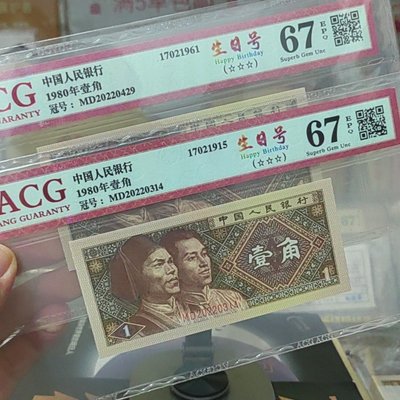 17021961 生日号 67 EPQ
Happy Birthday
(☆☆☆) Superb Gem Unc
CG
中国人民银行
1980年壹角
GUARANTY
冠号: MD20220429
17021915 生日号 67 EPQ
Happy Birthday
(☆☆☆) Superb Gem Unc
ACG
中国人民银行
1980年壹角
NG GUARANTY
冠号: MD20220314
中国人民银行
壹角
MD20220314
1
1